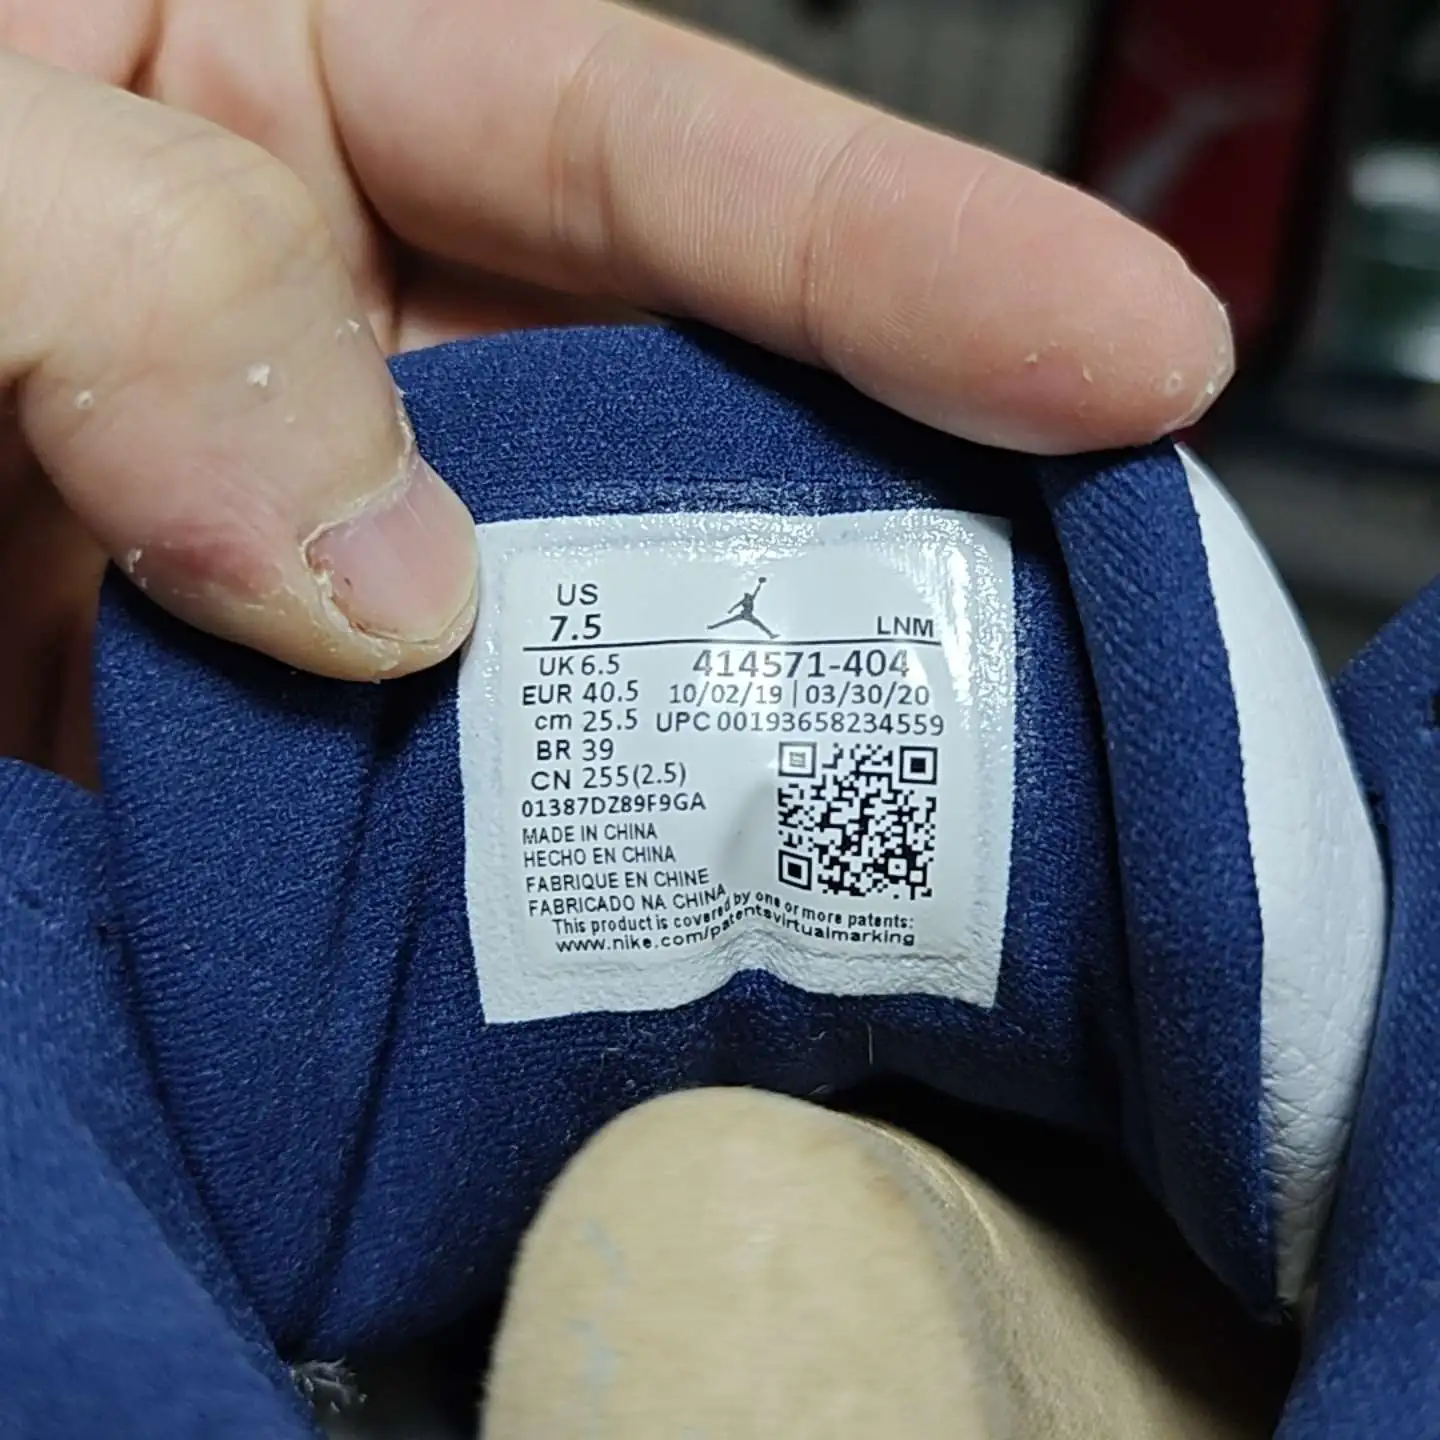 US
7.5
LNM
UK 6.5
414571-404
EUR 40.5
10/02/19 | 03/30/20
cm 25.5
UPC 00193658234559
BR 39
CN 255(2.5)
01387DZ89F9GA
MADE IN CHINA
HECHO EN CHINA
FABRIQUE EN CHINE
FABRICADO NA CHINA
This product is covered by one or more patents:
www.nike.com/patentsvirtualmarking